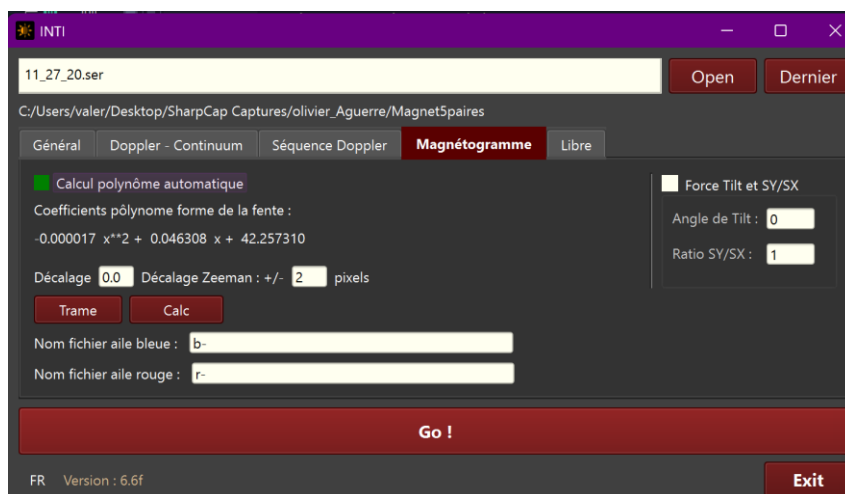 INTI
11_27_20.ser Open Dernier
C:/Users/valer/Desktop/SharpCap Captures/olivier_Aguerre/Magnet5paires
Général Doppler - Continuum Séquence Doppler Magnétogramme Libre
Calcul polynôme automatique
Force Tilt et SY/SX
Coefficients pôlynome forme de la fente :
Angle de Tilt : 0
-0.000017 x**2 + 0.046308 x + 42.257310
Ratio SY/SX : 1
Décalage 0.0 Décalage Zeeman : +/- 2 pixels
Trame Calc
Nom fichier aile bleue : b-
Nom fichier aile rouge : r-
Go !
FR Version : 6.6f Exit